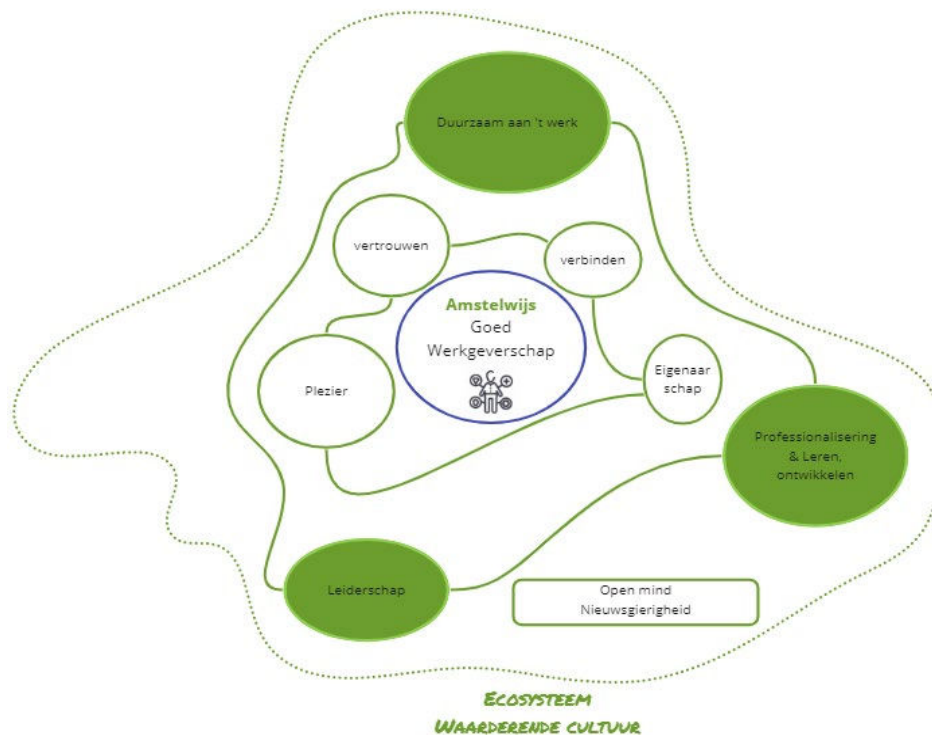 Duurzaam aan 't werk
vertrouwen
verbinden
Amstelwijs
Goed
Werkgeverschap
Plezier
Eigenaar
schap
Professionalisering
& Leren,
ontwikkelen
Leiderschap
Open mind
Nieuwsgierigheid
Ecosysteem
Waarderende cultuur